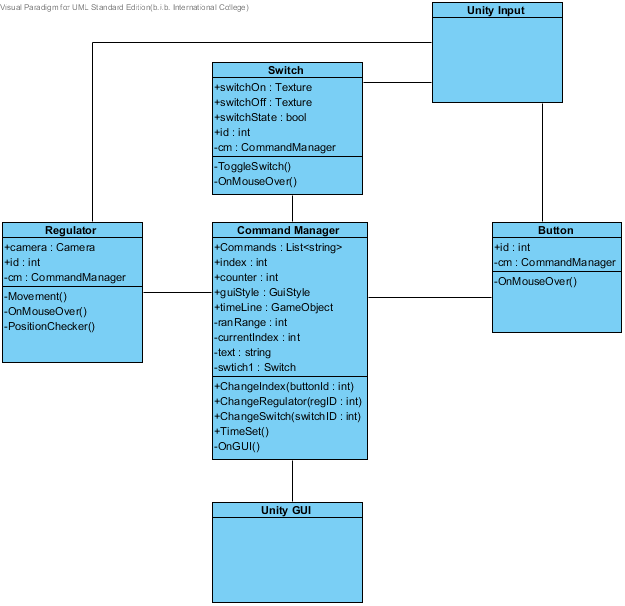 Visual Paradigm for UML Standard Edition(b.i.b. International College)
Unity Input
Switch
+switchOn : Texture
+switchOff : Texture
+switchState : bool
+id : int
-cm : CommandManager
-ToggleSwitch()
-OnMouseOver()
Regulator
+camera : Camera
+id : int
-cm : CommandManager
-Movement()
-OnMouseOver()
-PositionChecker()
Command Manager
+Commands : List<string>
+index : int
+counter : int
+guiStyle : GuiStyle
+timeLine : GameObject
-ranRange : int
-currentIndex : int
-text : string
-swtich1 : Switch
+ChangeIndex(buttonId : int)
+ChangeRegulator(regID : int)
+ChangeSwitch(switchID : int)
+TimeSet()
-OnGUI()
Button
+id : int
-cm : CommandManager
-OnMouseOver()
Unity GUI